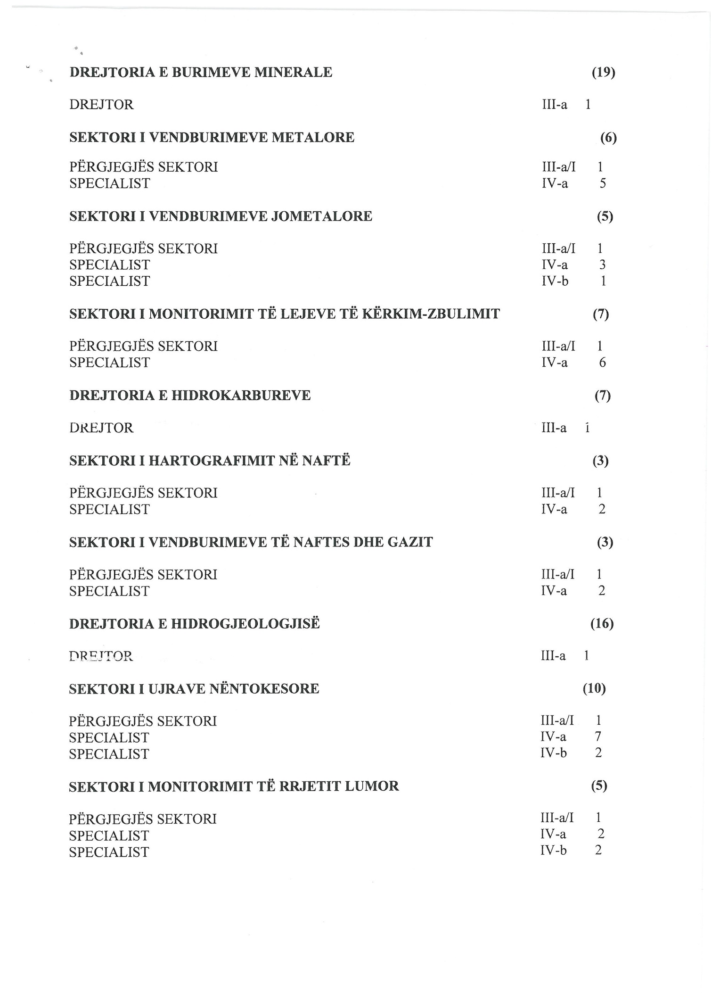 DREJTORIA E BURIMEVE MINERALE (19)
DREJTOR III-a 1
SEKTORI I VENDBURIMEVE METALORE (6)
PËRGJEGJËS SEKTORI III-a/I 1
SPECIALIST IV-a 5
SEKTORI I VENDBURIMEVE JOMETALORE (5)
PËRGJEGJËS SEKTORI III-a/I 1
SPECIALIST IV-a 3
SPECIALIST IV-b 1
SEKTORI I MONITORIMIT TË LEJEVE TË KËRKIM-ZBULIMIT (7)
PËRGJEGJËS SEKTORI III-a/I 1
SPECIALIST IV-a 6
DREJTORIA E HIDROKARBUREVE (7)
DREJTOR III-a 1
SEKTORI I HARTOGRAFIMIT NË NAFTË (3)
PËRGJEGJËS SEKTORI III-a/I 1
SPECIALIST IV-a 2
SEKTORI I VENDBURIMEVE TË NAFTES DHE GAZIT (3)
PËRGJEGJËS SEKTORI III-a/I 1
SPECIALIST IV-a 2
DREJTORIA E HIDROGJEOLOGJISË (16)
DREJTOR III-a 1
SEKTORI I UJRAVE NËNTOKESORE (10)
PËRGJEGJËS SEKTORI III-a/I 1
SPECIALIST IV-a 7
SPECIALIST IV-b 2
SEKTORI I MONITORIMIT TË RRJETIT LUMOR (5)
PËRGJEGJËS SEKTORI III-a/I 1
SPECIALIST IV-a 2
SPECIALIST IV-b 2